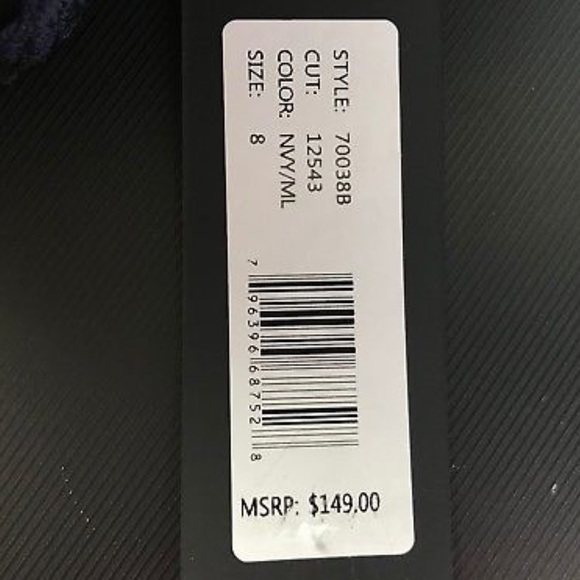 STYLE: 70038B
CUT: 12543
COLOR: NVY/ML
SIZE: 8
7 96396 68752 8
MSRP: $149.00